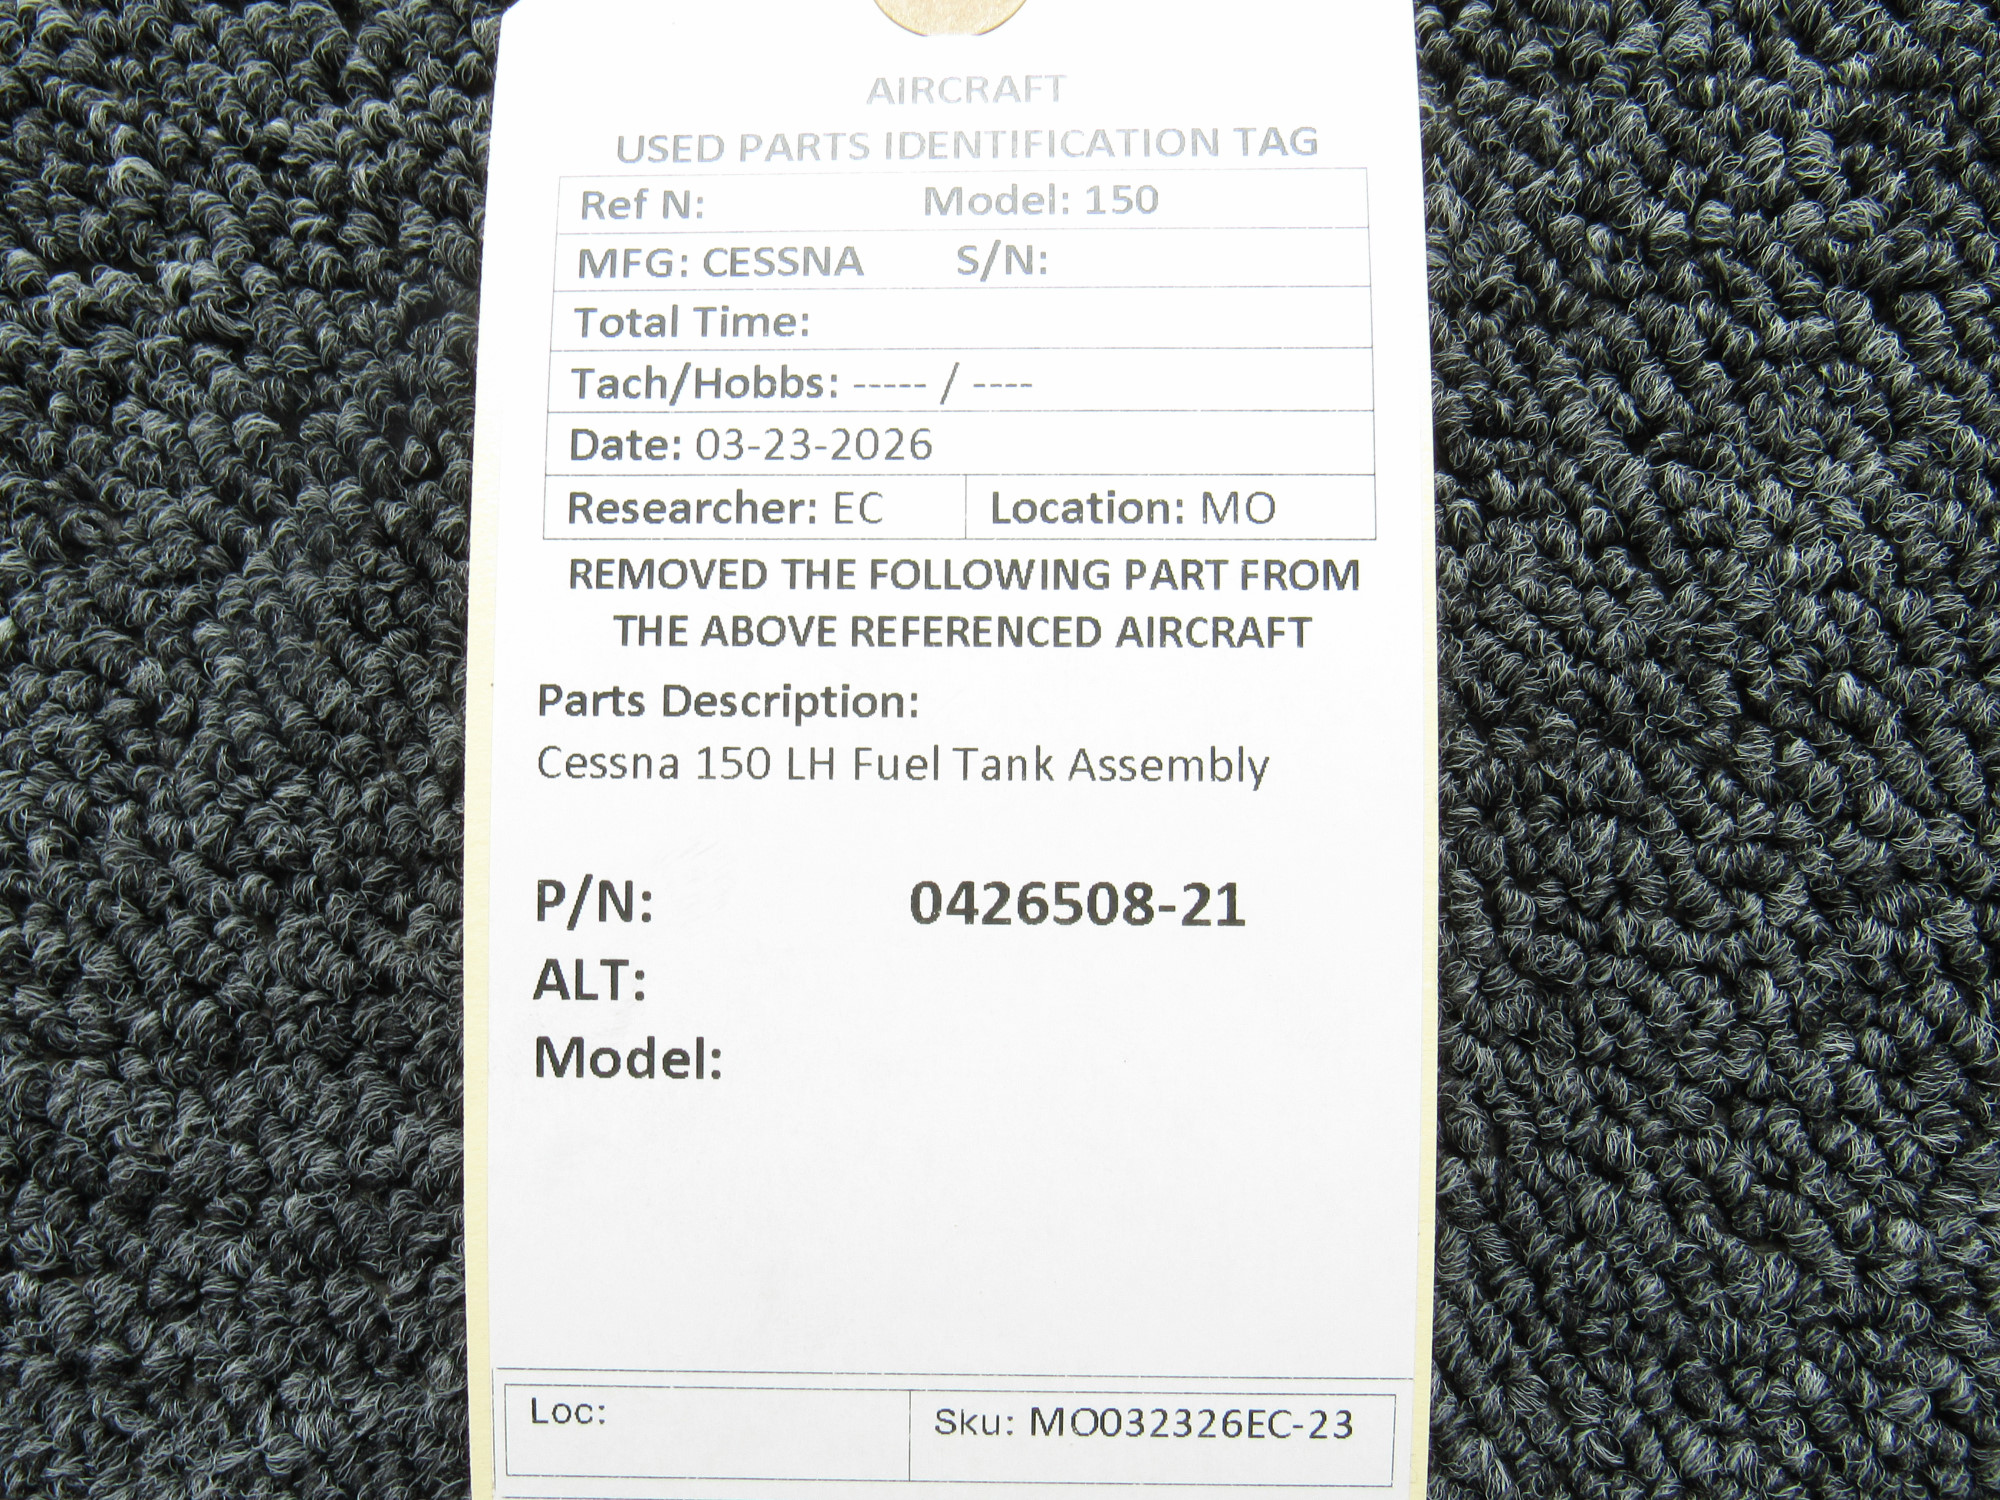 AIRCRAFT
USED PARTS IDENTIFICATION TAG
Ref N: Model: 150
MFG: CESSNA S/N:
Total Time:
Tach/Hobbs: ----- / ----
Date: 03-23-2026
Researcher: EC Location: MO
REMOVED THE FOLLOWING PART FROM
THE ABOVE REFERENCED AIRCRAFT
Parts Description:
Cessna 150 LH Fuel Tank Assembly
P/N: 0426508-21
ALT:
Model:
Loc: Sku: MO032326EC-23